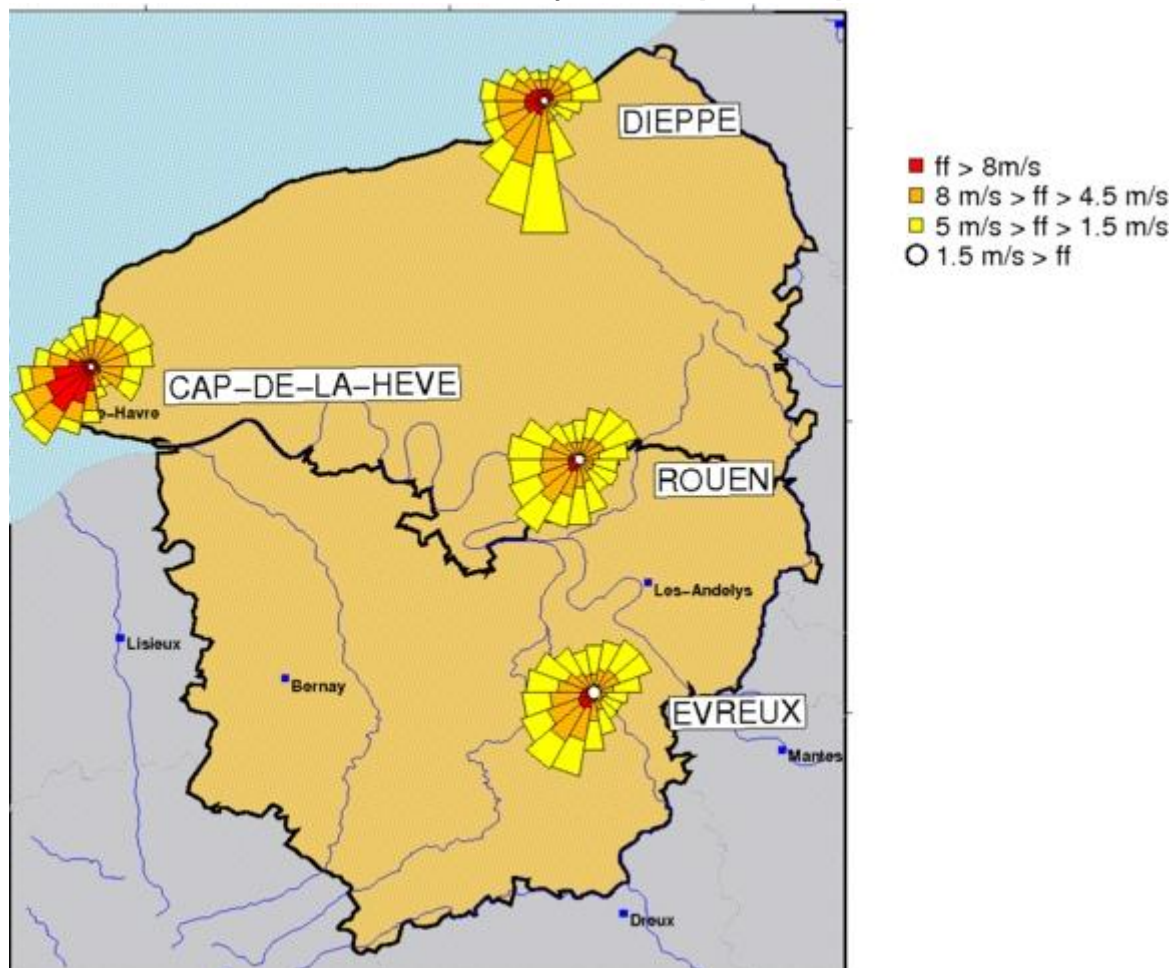 DIEPPE
ff > 8m/s
8 m/s > ff > 4.5 m/s
5 m/s > ff > 1.5 m/s
1.5 m/s > ff
CAP-DE-LA-HEVE
e-Havre
ROUEN
Les-Andelys
Lisieux
Bernay
EVREUX
Mantes
Dreux